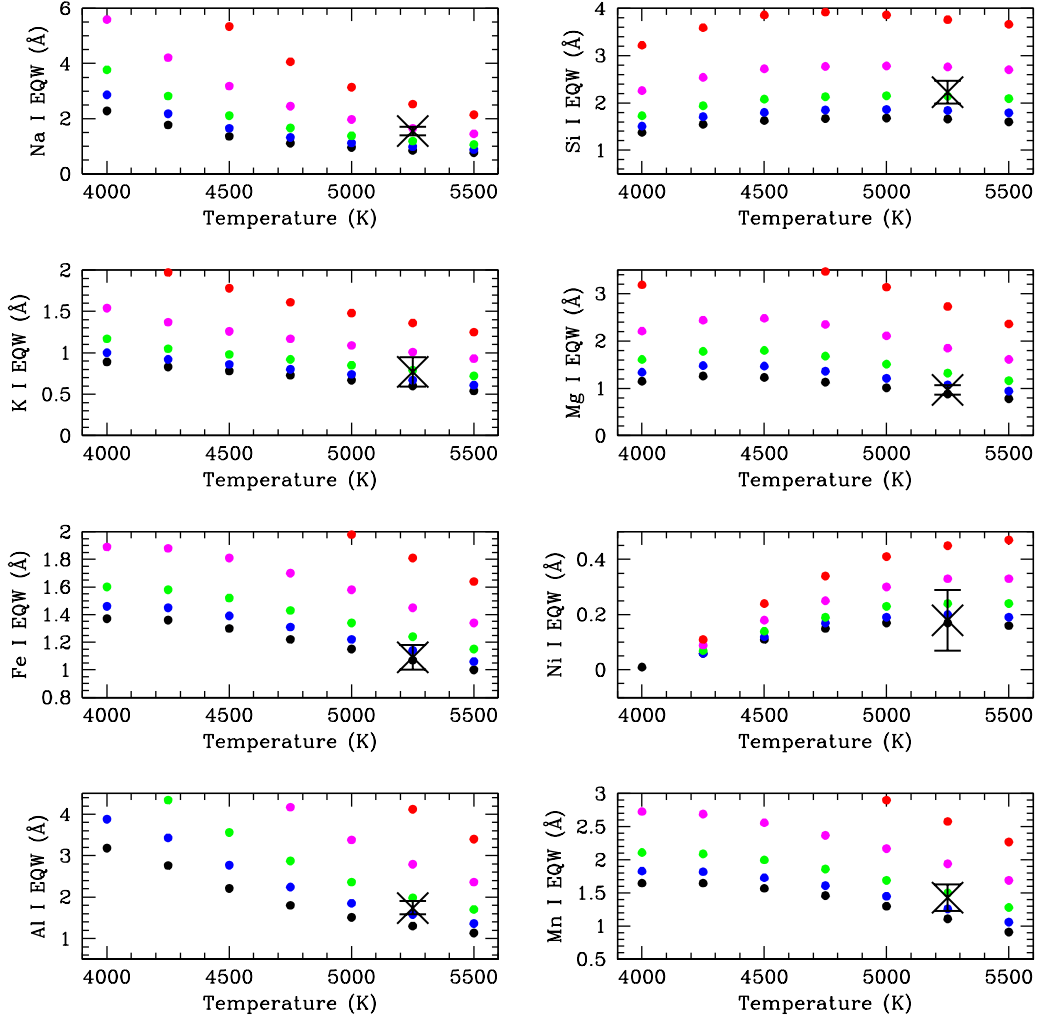 6
4
2
0
Na I EQW (Å)
4000 4500 5000 5500
Temperature (K)
4
3
2
1
Si I EQW (Å)
4000 4500 5000 5500
Temperature (K)
2
1.5
1
0.5
0
K I EQW (Å)
4000 4500 5000 5500
Temperature (K)
3
2
1
0
Mg I EQW (Å)
4000 4500 5000 5500
Temperature (K)
2
1.8
1.6
1.4
1.2
1
0.8
Fe I EQW (Å)
4000 4500 5000 5500
Temperature (K)
0.4
0.2
0
Ni I EQW (Å)
4000 4500 5000 5500
Temperature (K)
4
3
2
1
Al I EQW (Å)
4000 4500 5000 5500
Temperature (K)
3
2.5
2
1.5
1
0.5
Mn I EQW (Å)
4000 4500 5000 5500
Temperature (K)